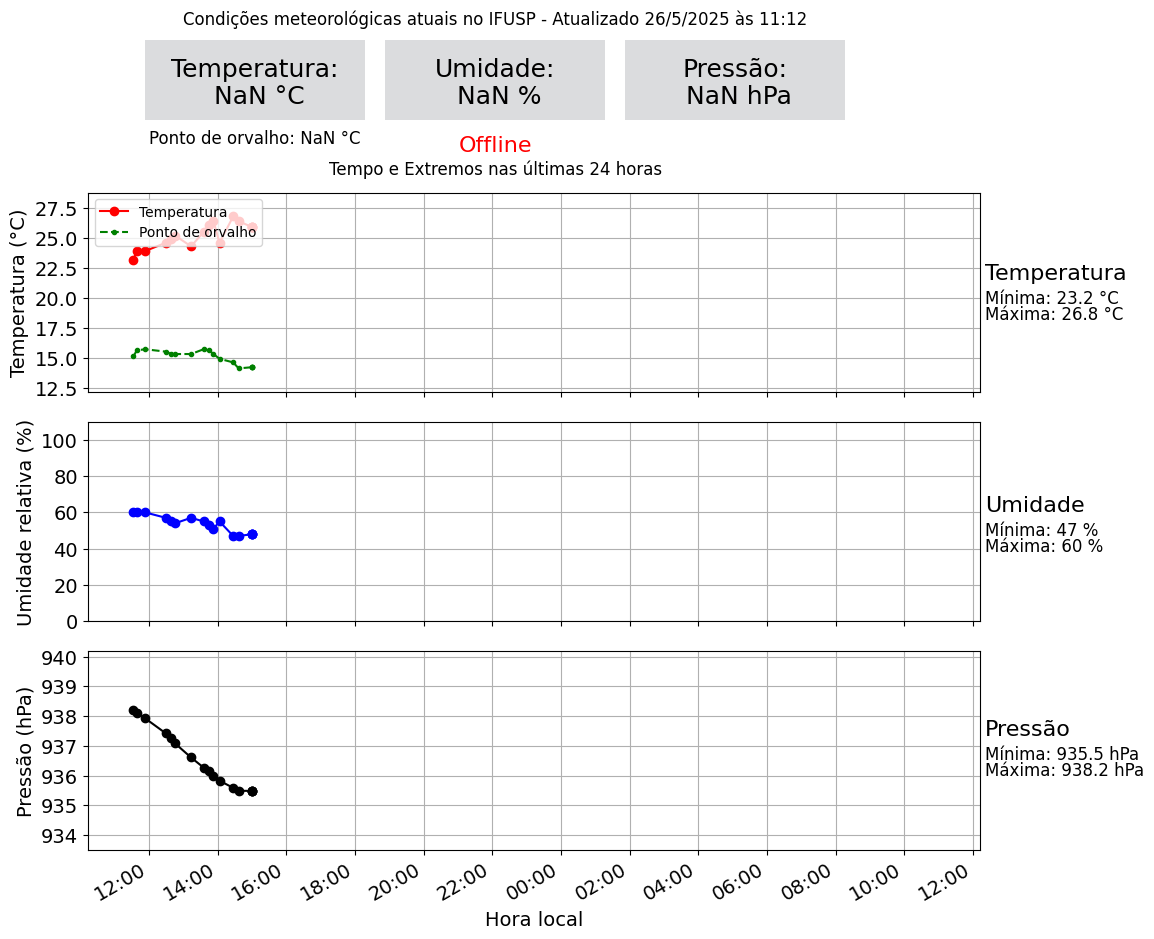 Condições meteorológicas atuais no IFUSP - Atualizado 26/5/2025 às 11:12
Temperatura:
NaN °C
Umidade:
NaN %
Pressão:
NaN hPa
Ponto de orvalho: NaN °C
Offline
Tempo e Extremos nas últimas 24 horas
Temperatura (°C)
27.5
25.0
22.5
20.0
17.5
15.0
12.5
Temperatura
Ponto de orvalho
Temperatura
Mínima: 23.2 °C
Máxima: 26.8 °C
Umidade relativa (%)
100
80
60
40
20
0
Umidade
Mínima: 47 %
Máxima: 60 %
Pressão (hPa)
940
939
938
937
936
935
934
Pressão
Mínima: 935.5 hPa
Máxima: 938.2 hPa
12:00 14:00 16:00 18:00 20:00 22:00 00:00 02:00 04:00 06:00 08:00 10:00 12:00
Hora local